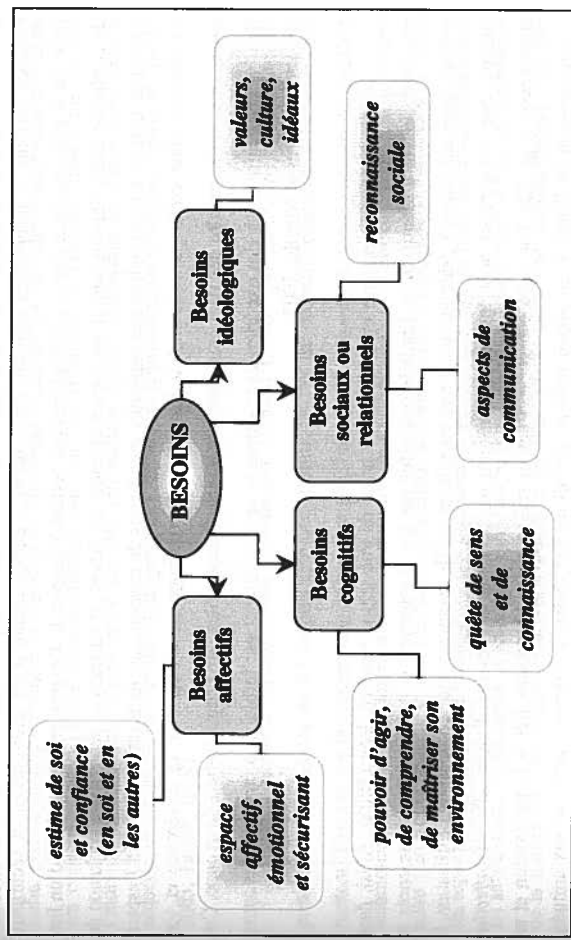 BESOINS
Besoins
affectifs
estime de soi
et confiance
(en soi et en
les autres)
espace
affectif,
émotionnel
et sécurisant
Besoins
cognitifs
pouvoir d'agir,
de comprendre,
de maîtriser son
environnement
quête de sens
et de
connaissance
Besoins
sociaux ou
relationnels
aspects de
communication
reconnaissance
sociale
Besoins
idéologiques
valeurs,
culture,
idéaux